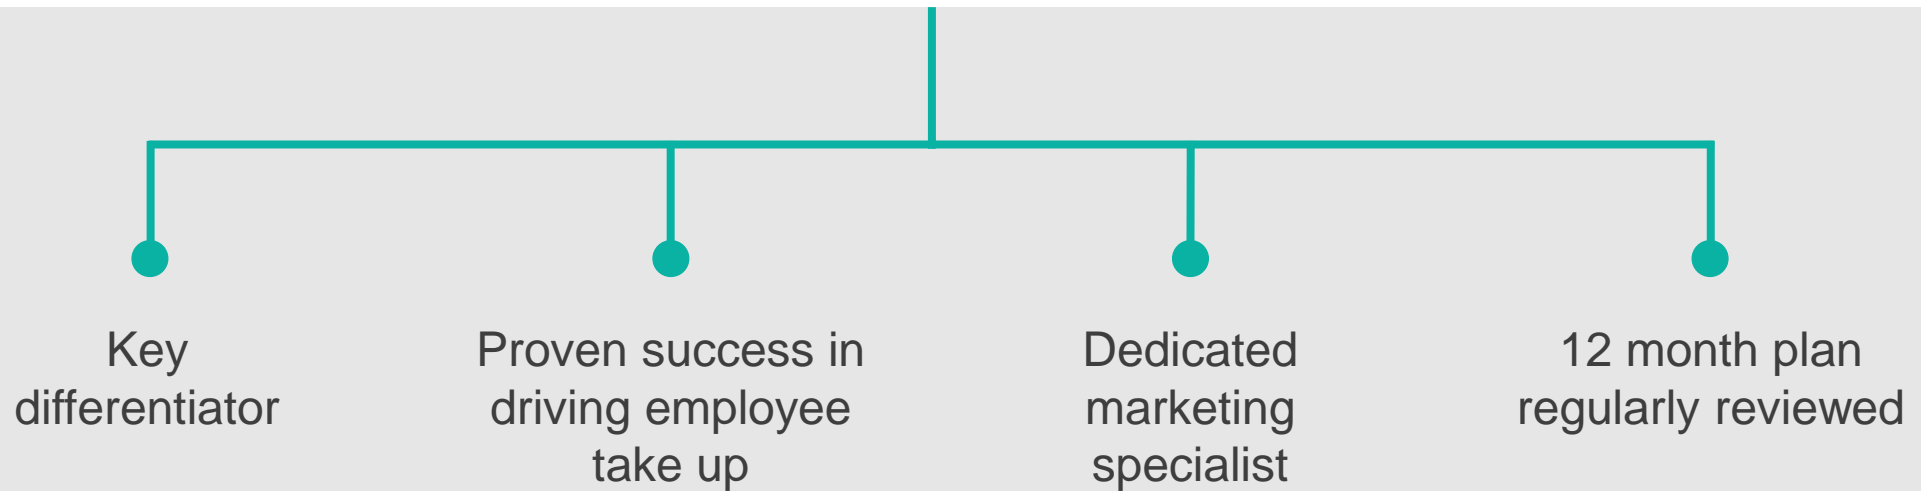 Key
differentiator
Proven success in
driving employee
take up
Dedicated
marketing
specialist
12 month plan
regularly reviewed